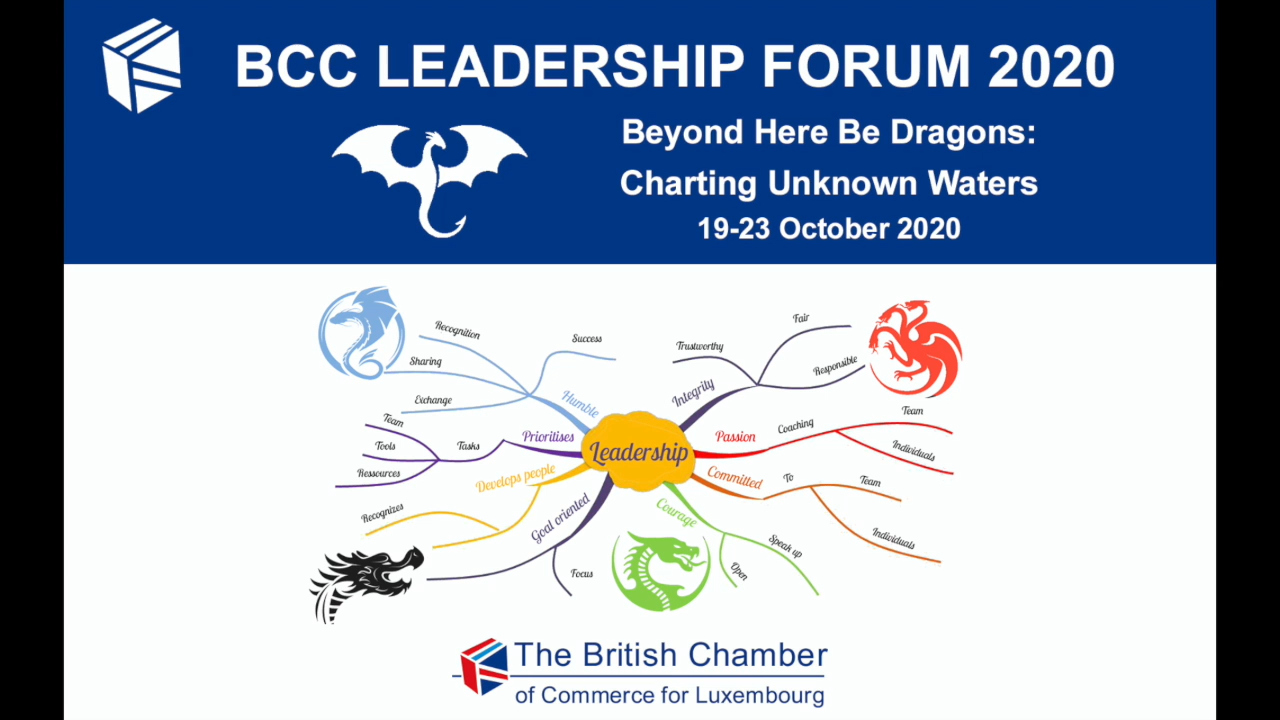 BCC LEADERSHIP FORUM 2020
Beyond Here Be Dragons:
Charting Unknown Waters
19-23 October 2020
Recognition
Sharing
Exchange
Success
Humble
Team
Tools
Ressources
Tasks
Prioritises
Recognizes
Develops people
Goal oriented
Focus
Leadership
Trustworthy
Fair
Responsible
Integrity
Passion
Coaching
Team
Individuals
Committed
To
Team
Individuals
Courage
Speak up
Open
The British Chamber
of Commerce for Luxembourg